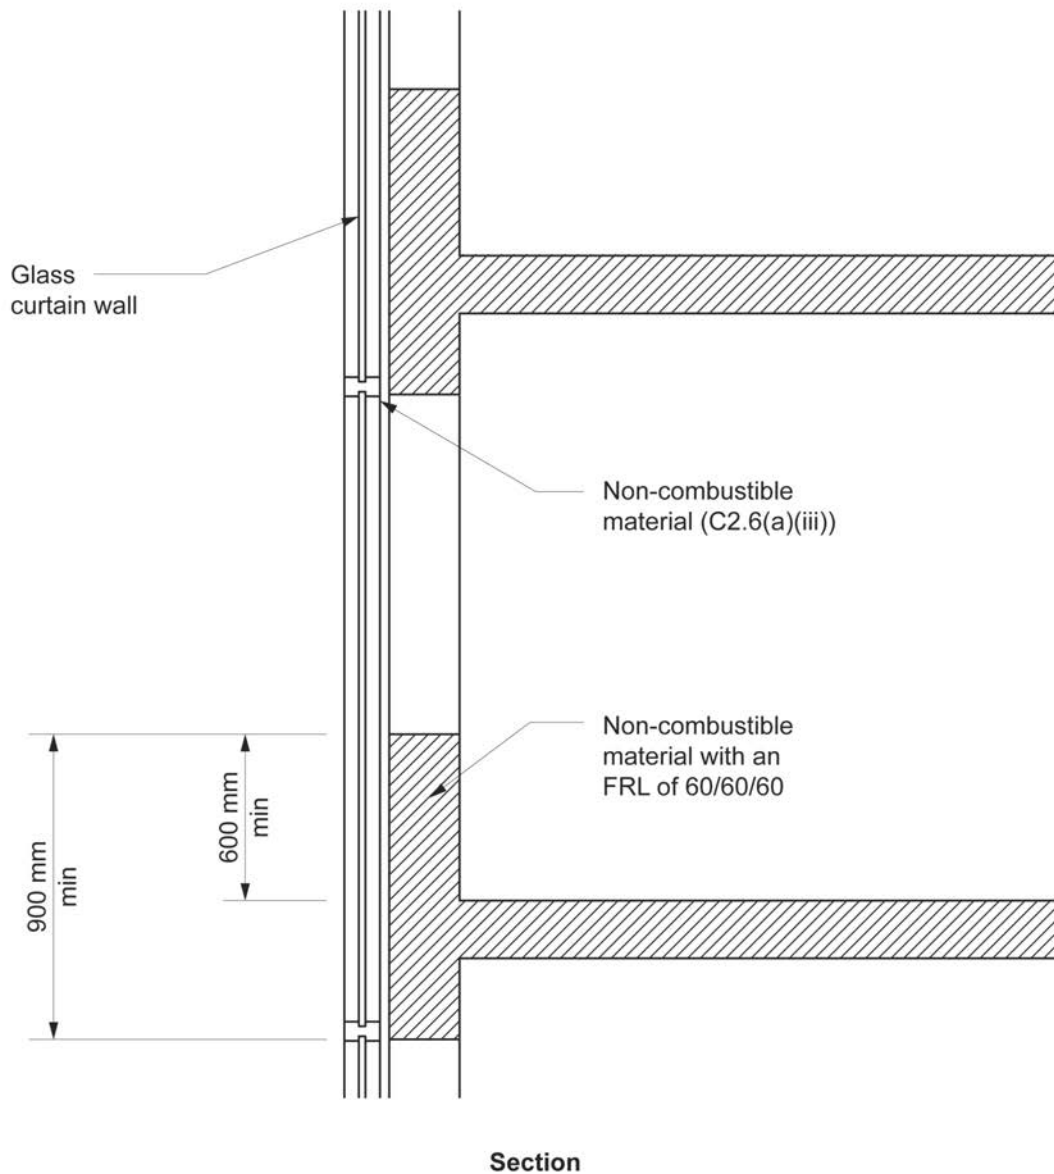 Glass
curtain wall
Non-combustible
material (C2.6(a)(iii))
Non-combustible
material with an
FRL of 60/60/60
900 mm
min
600 mm
min
Section